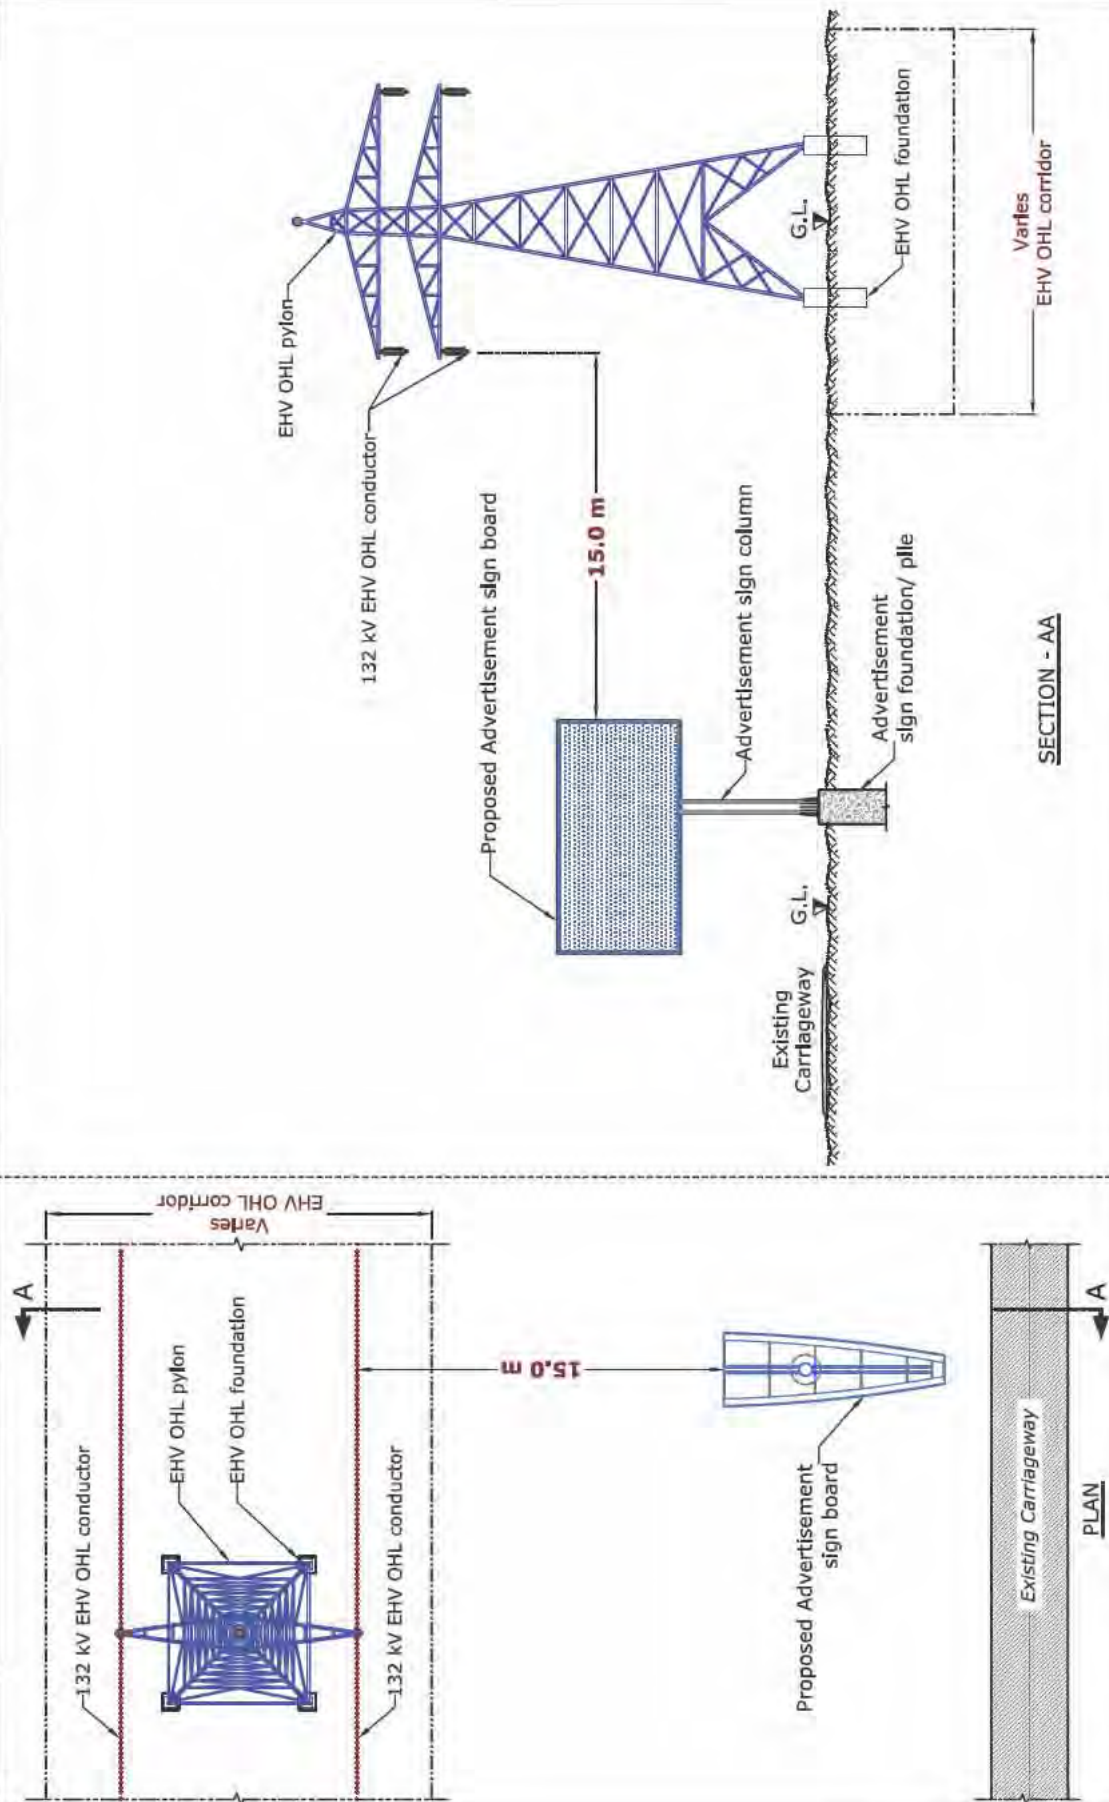 EHV OHL pylon
132 kV EHV OHL conductor
Proposed Advertisement sign board
15.0 m
Advertisement sign column
G.L.
EHV OHL foundation
Varies
EHV OHL corridor
Advertisement
sign foundation/ pile
G.L.
Existing
Carriageway
SECTION - AA
A
132 kV EHV OHL conductor
EHV OHL pylon
EHV OHL foundation
132 kV EHV OHL conductor
Varies
EHV OHL corridor
15.0 m
Proposed Advertisement
sign board
Existing Carriageway
A
PLAN